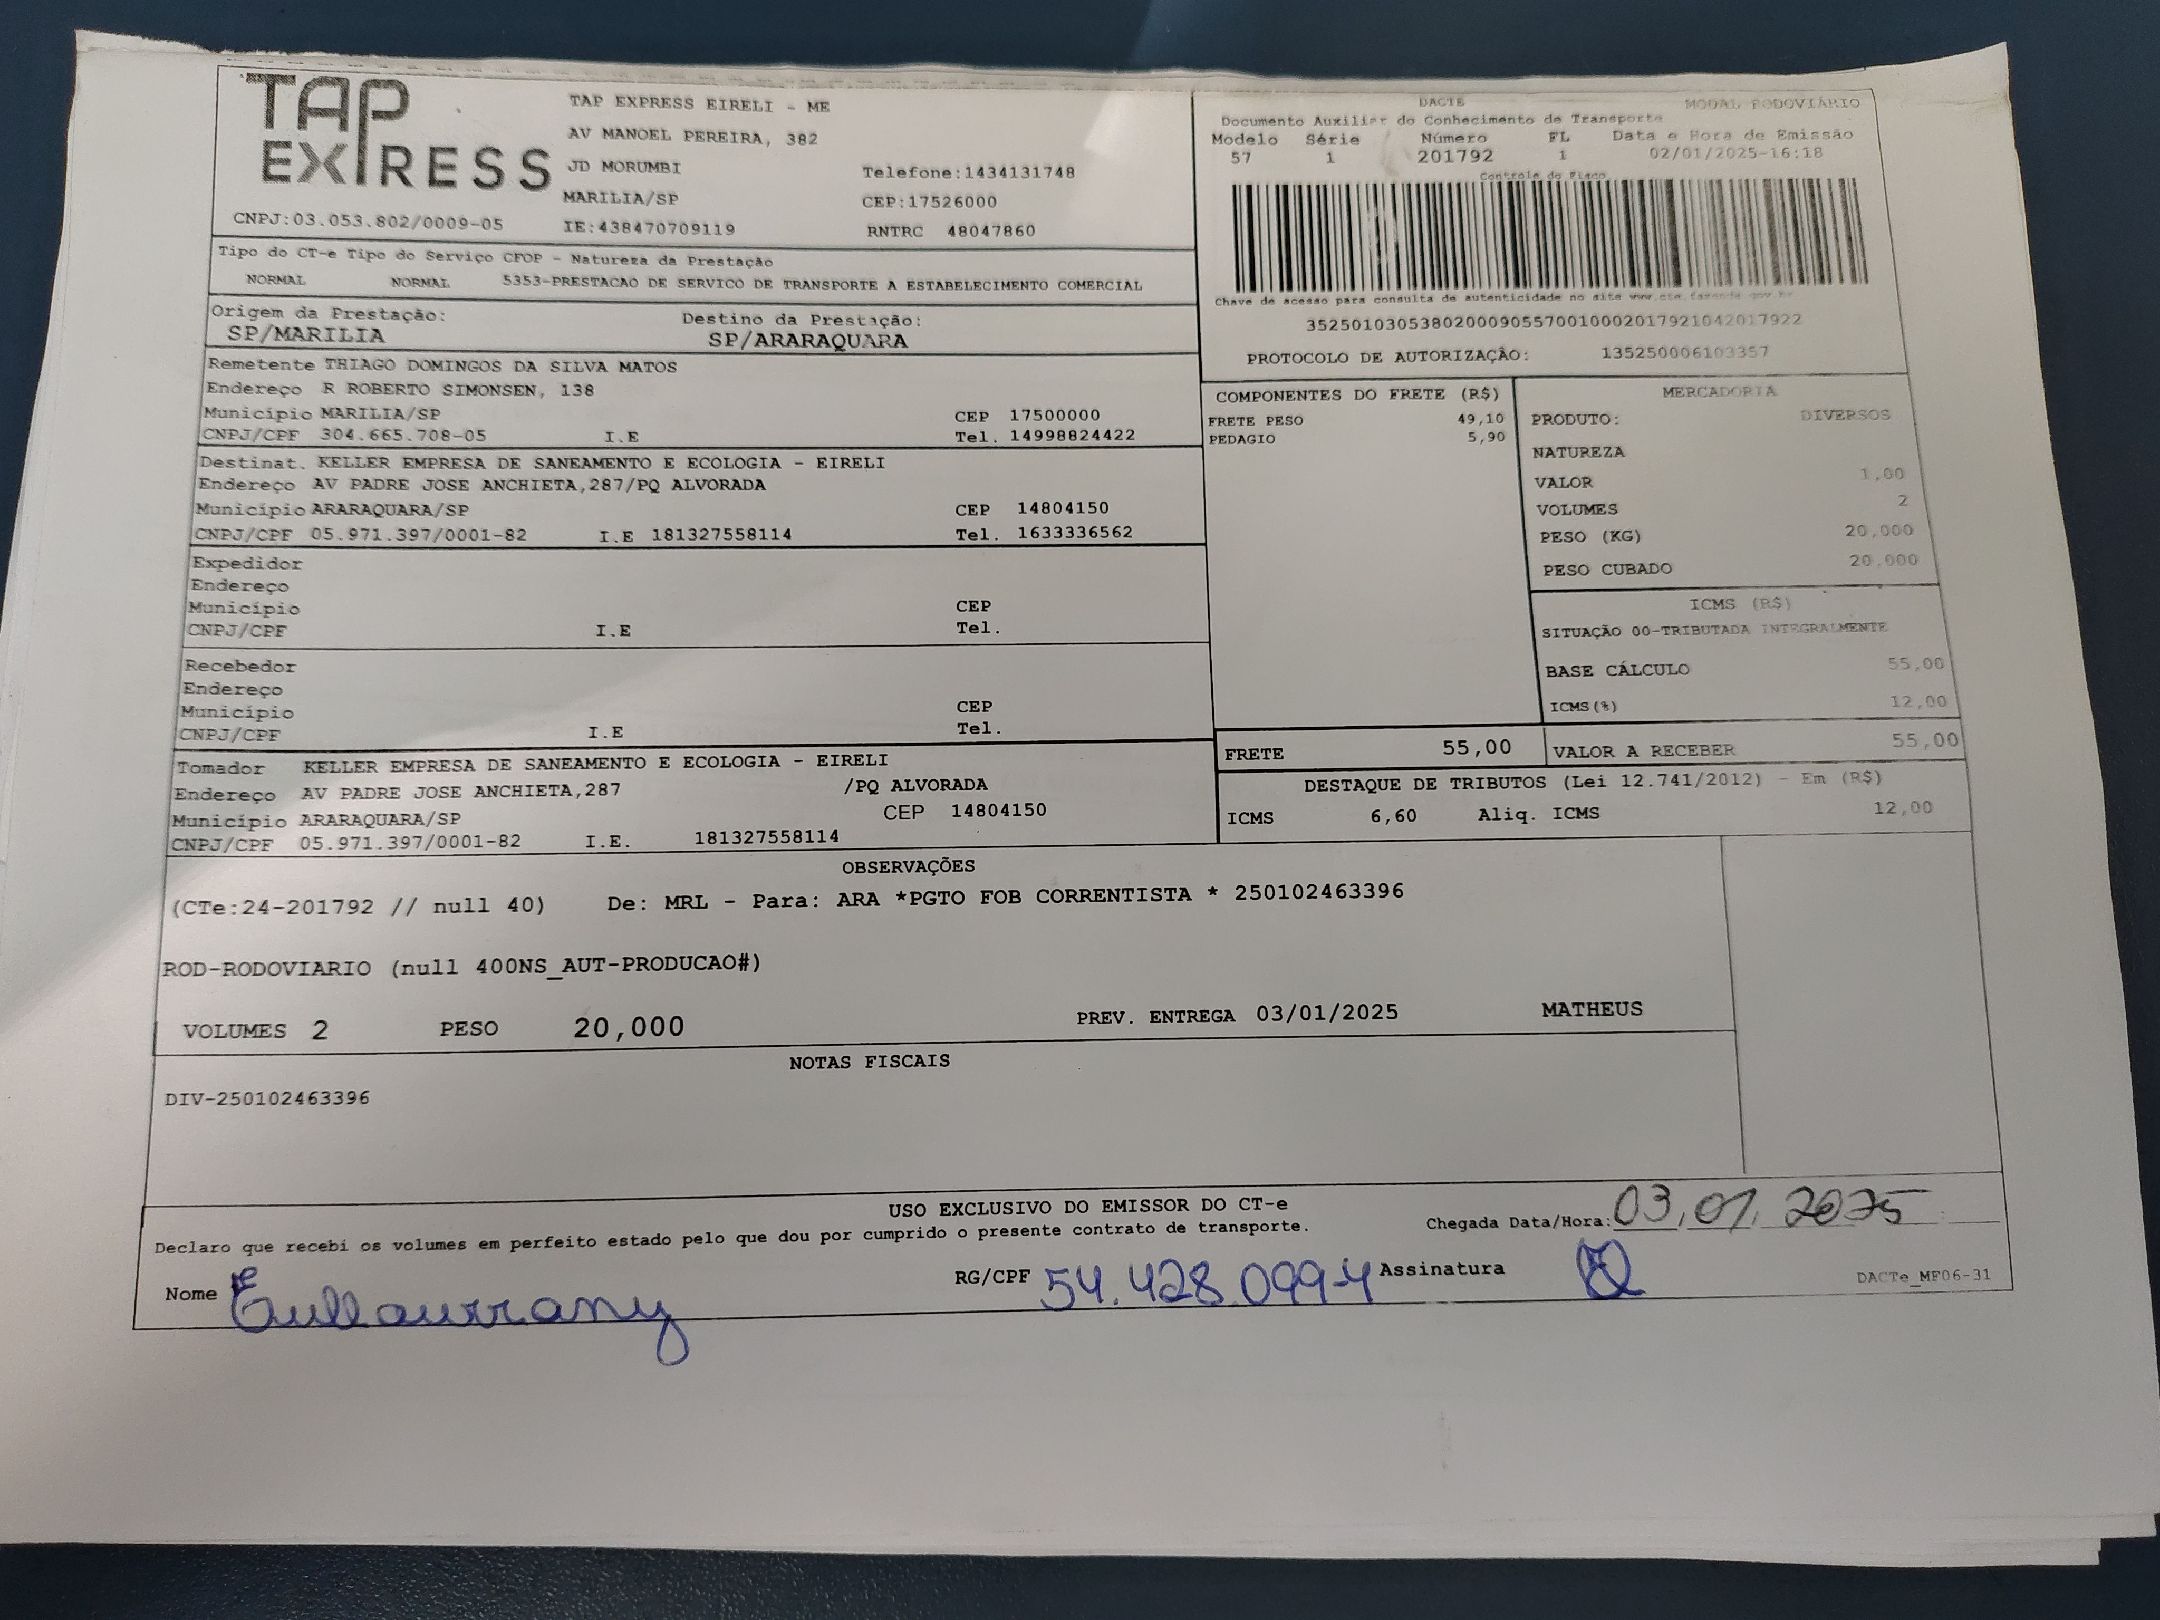 TAP EXPRESS
TAP EXPRESS EIRELI - ME
AV MANOEL PEREIRA, 382
JD MORUMBI
Telefone:1434131748
MARILIA/SP
CEP:17526000
CNPJ:03.053.802/0009-05
IE:438470709119
RNTRC 48047860
DACTE
MODAL RODOVIÁRIO
Documento Auxiliar do Conhecimento de Transporte
Modelo Série Número FL Data e Hora de Emissão
57 1 201792 1 02/01/2025-16:18
Controle do Fisco
Chave de acesso para consulta de autenticidade no site www.cte.fazenda.gov.br
35250103053802000905570010002017921042017922
PROTOCOLO DE AUTORIZAÇÃO: 135250006103357
Tipo do CT-e Tipo do Serviço CFOP - Natureza da Prestação
NORMAL NORMAL 5353-PRESTACAO DE SERVICO DE TRANSPORTE A ESTABELECIMENTO COMERCIAL
Origem da Prestação: Destino da Prestação:
SP/MARILIA SP/ARARAQUARA
Remetente THIAGO DOMINGOS DA SILVA MATOS
Endereço R ROBERTO SIMONSEN, 138
Município MARILIA/SP CEP 17500000
CNPJ/CPF 304.665.708-05 I.E Tel. 14998824422
Destinat. KELLER EMPRESA DE SANEAMENTO E ECOLOGIA - EIRELI
Endereço AV PADRE JOSE ANCHIETA,287/PQ ALVORADA
Município ARARAQUARA/SP CEP 14804150
CNPJ/CPF 05.971.397/0001-82 I.E 181327558114 Tel. 1633336562
Expedidor
Endereço
Município CEP
CNPJ/CPF I.E Tel.
Recebedor
Endereço
Município CEP
CNPJ/CPF I.E Tel.
Tomador KELLER EMPRESA DE SANEAMENTO E ECOLOGIA - EIRELI
Endereço AV PADRE JOSE ANCHIETA,287 /PQ ALVORADA
Município ARARAQUARA/SP CEP 14804150
CNPJ/CPF 05.971.397/0001-82 I.E. 181327558114
COMPONENTES DO FRETE (R$)
FRETE PESO 49,10
PEDAGIO 5,90
MERCADORIA
PRODUTO: DIVERSOS
NATUREZA
VALOR 1,00
VOLUMES 2
PESO (KG) 20,000
PESO CUBADO 20,000
ICMS (R$)
SITUAÇÃO 00-TRIBUTADA INTEGRALMENTE
BASE CÁLCULO 55,00
ICMS(%) 12,00
FRETE 55,00 VALOR A RECEBER 55,00
DESTAQUE DE TRIBUTOS (Lei 12.741/2012) - Em (R$)
ICMS 6,60 Aliq. ICMS 12,00
OBSERVAÇÕES
(CTe:24-201792 // null 40) De: MRL - Para: ARA *PGTO FOB CORRENTISTA * 250102463396
ROD-RODOVIARIO (null 400NS_AUT-PRODUCAO#)
VOLUMES 2 PESO 20,000 PREV. ENTREGA 03/01/2025 MATHEUS
NOTAS FISCAIS
DIV-250102463396
USO EXCLUSIVO DO EMISSOR DO CT-e
Declaro que recebi os volumes em perfeito estado pelo que dou por cumprido o presente contrato de transporte.
Chegada Data/Hora: 03.01.2025
Nome
RG/CPF 54.428.099-4 Assinatura
DACTe_MF06-31